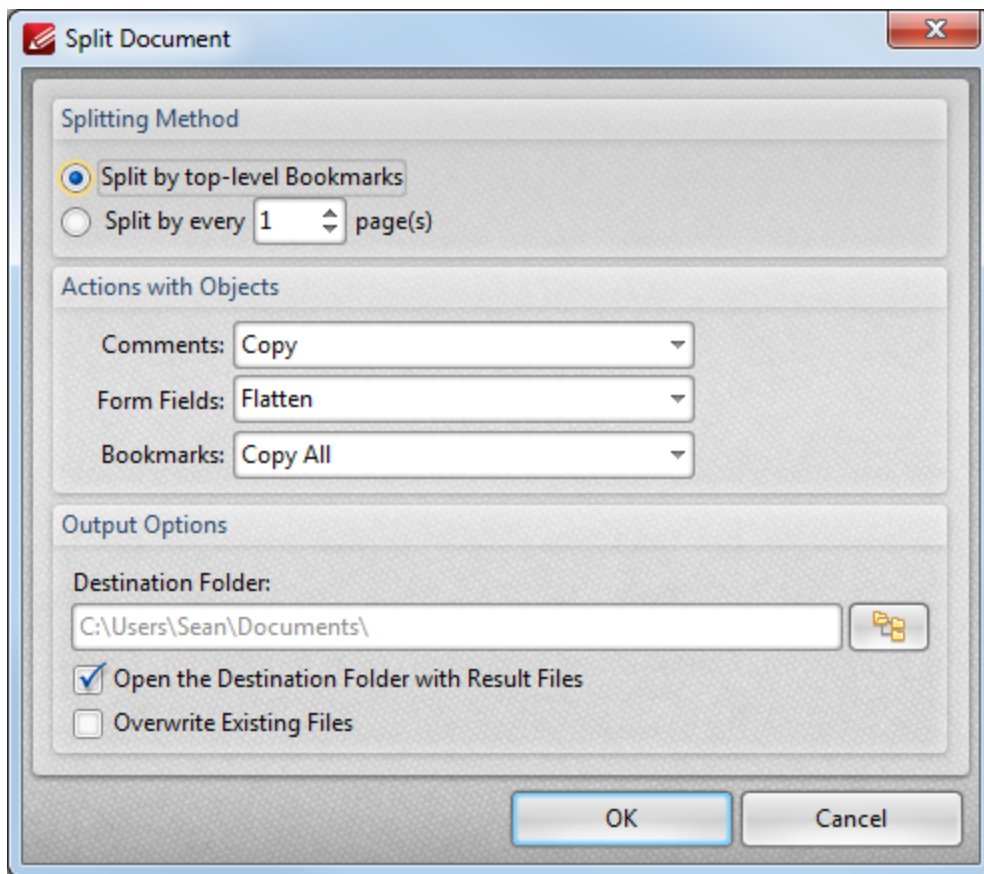 Split Document
Splitting Method
Split by top-level Bookmarks
Split by every 1 page(s)
Actions with Objects
Comments: Copy
Form Fields: Flatten
Bookmarks: Copy All
Output Options
Destination Folder:
C:\Users\Sean\Documents\
Open the Destination Folder with Result Files
Overwrite Existing Files
OK Cancel